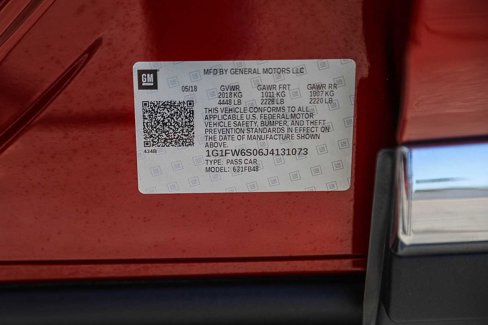 GM
05/18
MFD BY GENERAL MOTORS LLC
GVWR GAWR FRT GAWR RR
2018 KG 1011 KG 1007 KG
4448 LB 2228 LB 2220 LB
THIS VEHICLE CONFORMS TO ALL
APPLICABLE U.S. FEDERAL MOTOR
VEHICLE SAFETY, BUMPER, AND THEFT
PREVENTION STANDARDS IN EFFECT ON
THE DATE OF MANUFACTURE SHOWN
ABOVE.
1G1FW6S06J4131073
TYPE: PASS CAR
MODEL: 631FB48